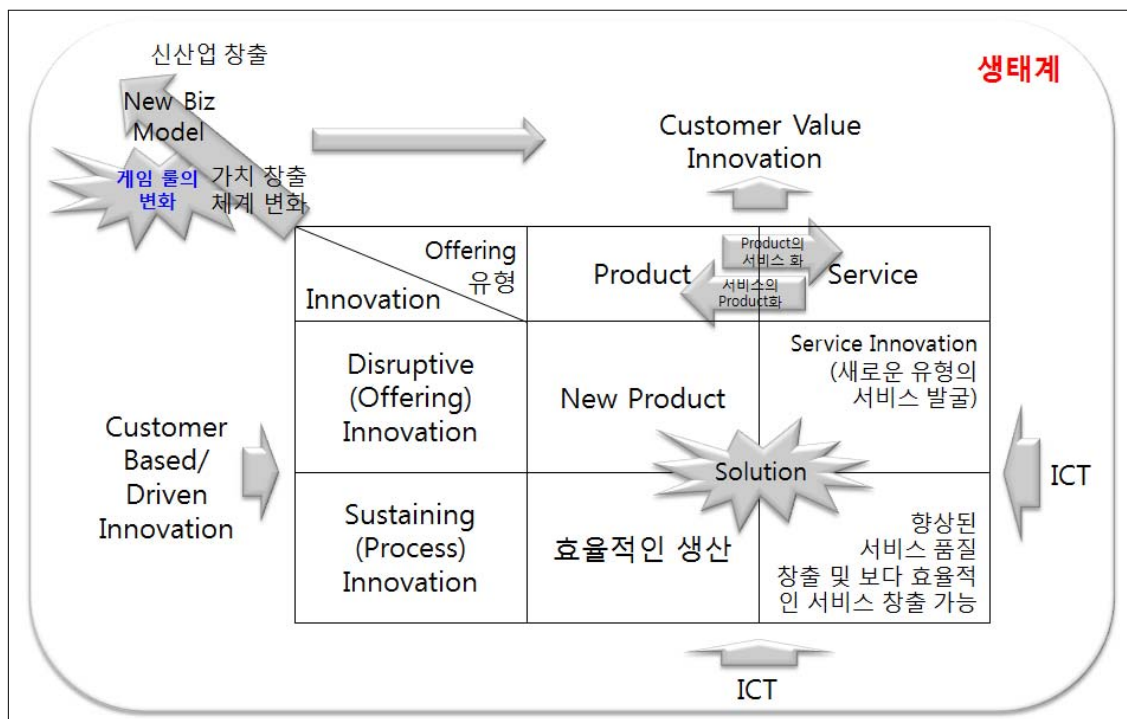 신산업 창출
생태계
New Biz
Model
Customer Value
Innovation
게임 룰의
변화
가치 창출
체계 변화
Offering
유형
Innovation
Product
Product의
서비스 화
서비스의
Product화
Service
Disruptive
(Offering)
Innovation
New Product
Service Innovation
(새로운 유형의
서비스 발굴)
Customer
Based/
Driven
Innovation
Solution
ICT
Sustaining
(Process)
Innovation
효율적인 생산
향상된
서비스 품질
창출 및 보다 효율적
인 서비스 창출 가능
ICT